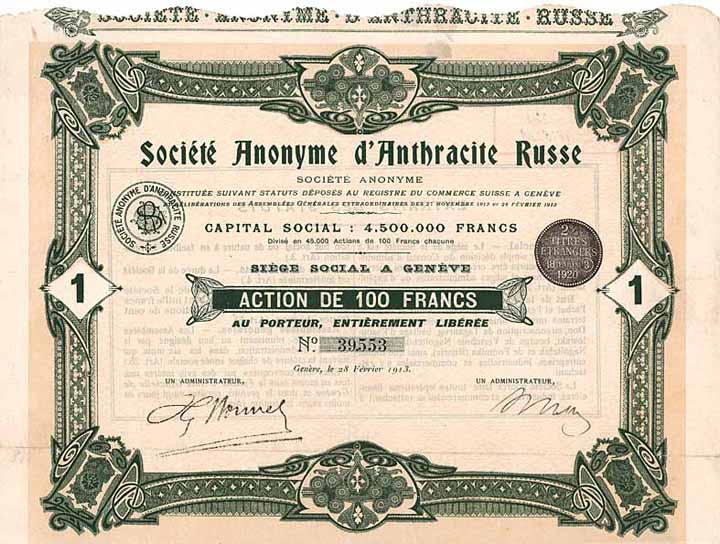 SOCIÉTÉ ANONYME D'ANTHRACITE RUSSE
Société Anonyme d'Anthracite Russe
SOCIÉTÉ ANONYME
SUIVANT STATUTS DÉPOSÉS AU REGISTRE DU COMMERCE SUISSE A GENÈVE
DÉLIBÉRATIONS DES ASSEMBLÉES GÉNÉRALES EXTRAORDINAIRES DES 27 NOVEMBRE 1912 ET 28 FÉVRIER 1913
SOCIÉTÉ ANONYME D'ANTHRACITE RUSSE
CAPITAL SOCIAL : 4.500.000 FRANCS
Divisé en 45.000 Actions de 100 Francs chacune
2%
TITRES
ÉTRANGERS
1920
SIÈGE SOCIAL A GENÈVE
1 ACTION DE 100 FRANCS 1
AU PORTEUR, ENTIÈREMENT LIBÉRÉE
No. 39,553
Genève, le 28 Février 1913.
UN ADMINISTRATEUR, UN ADMINISTRATEUR,